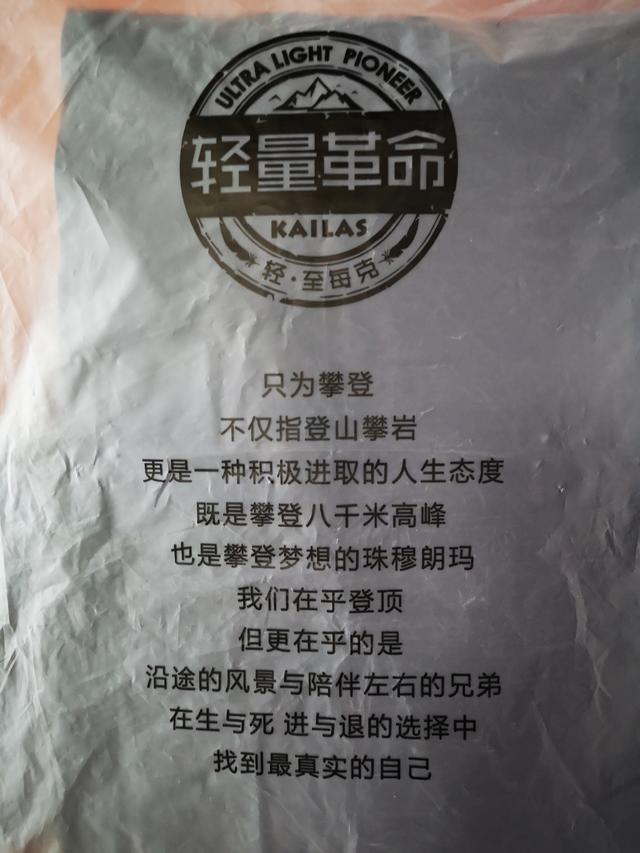 ULTRA LIGHT PIONEER
轻量革命
KAILAS
轻·至每克
只为攀登
不仅指登山攀岩
更是一种积极进取的人生态度
既是攀登八千米高峰
也是攀登梦想的珠穆朗玛
我们在乎登顶
但更在乎的是
沿途的风景与陪伴左右的兄弟
在生与死 进与退的选择中
找到最真实的自己